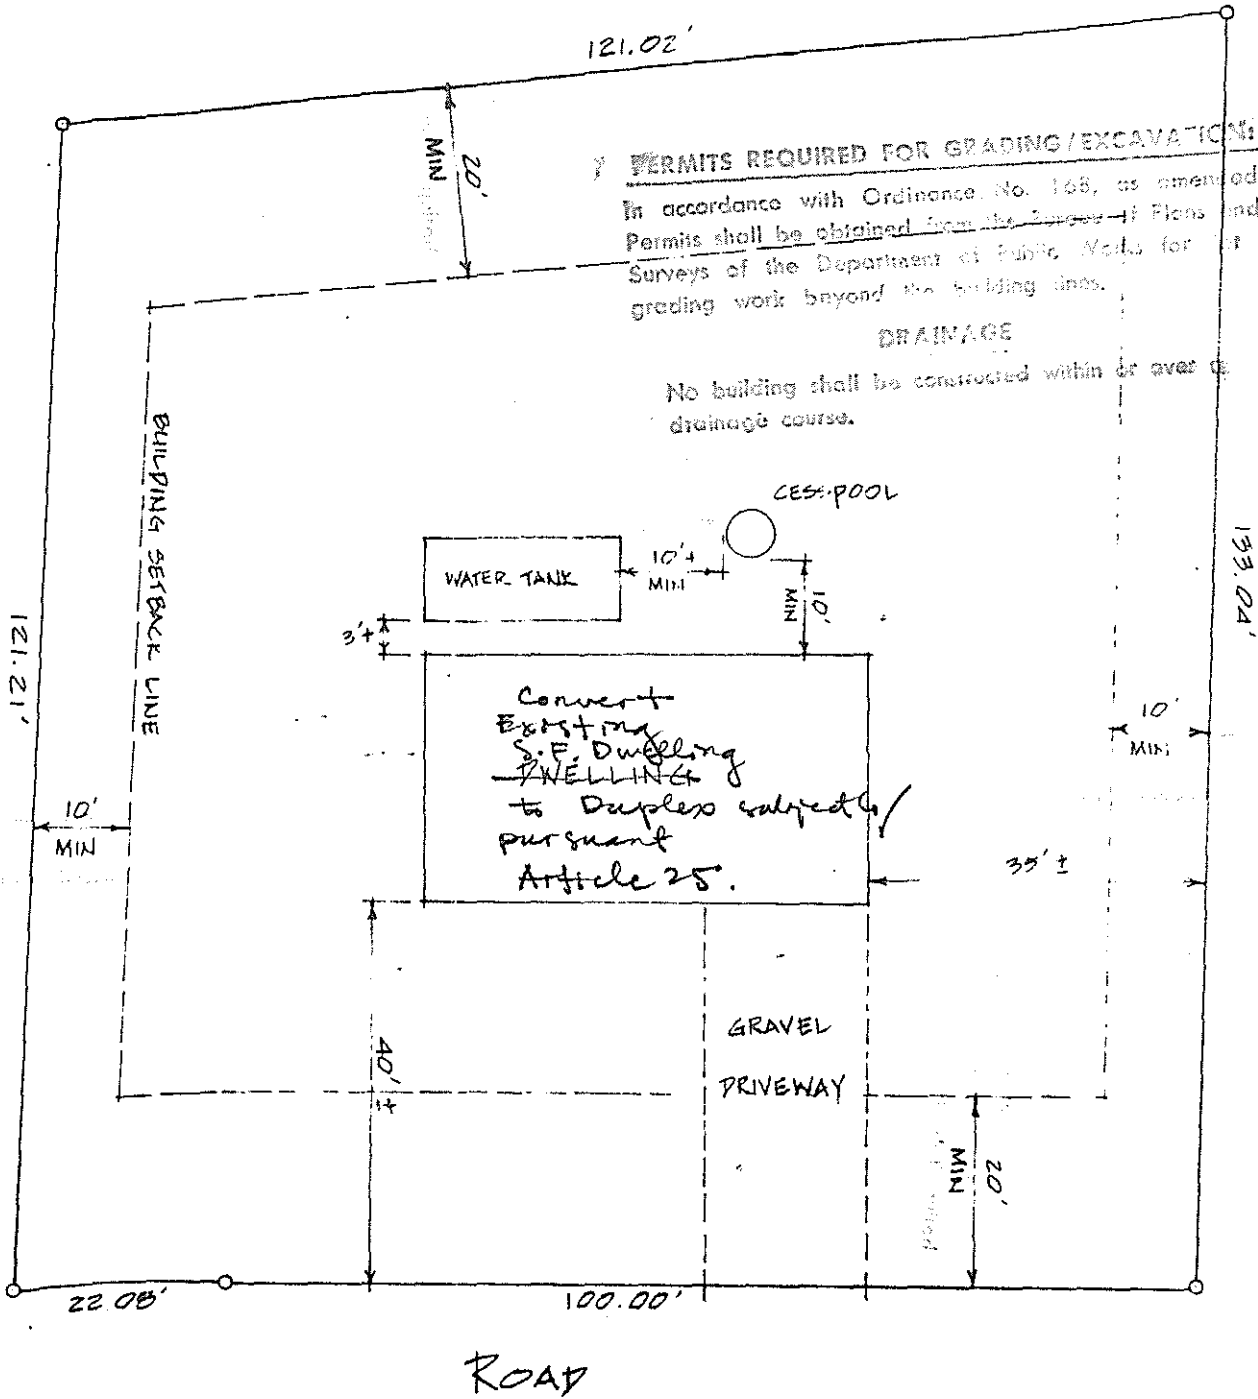 121.02'
20'
MIN
PERMITS REQUIRED FOR GRADING/EXCAVATION:
In accordance with Ordinance No. 168, as amended
Permits shall be obtained from the Bureau of Plans and
Surveys of the Department of Public Works for lot
grading work beyond the building lines.
DRAINAGE
No building shall be constructed within or over a
drainage course.
BUILDING SETBACK LINE
CESSPOOL
WATER TANK
10'±
MIN
10'
MIN
3'±
121.21'
133.04'
Convert
Existing
S.F. Dwelling
DWELLING
to Duplex subject to
pursuant
Article 25.
10'
MIN
10'
MIN
35' ±
40'
±
GRAVEL
DRIVEWAY
20'
MIN
22.08'
100.00'
ROAD